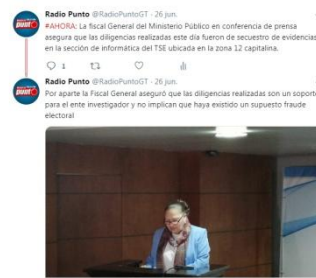 Radio Punto @RadioPuntoGT · 26 jun.
#AHORA: La fiscal General del Ministerio Público en conferencia de prensa
asegura que las diligencias realizadas este día fueron de secuestro de evidencias
en la sección de informática del TSE ubicada en la zona 12 capitalina.
1
Radio Punto @RadioPuntoGT · 26 jun.
Por aparte la Fiscal General aseguró que las diligencias realizadas son un soporte
para el ente investigador y no implican que haya existido un supuesto fraude
electoral